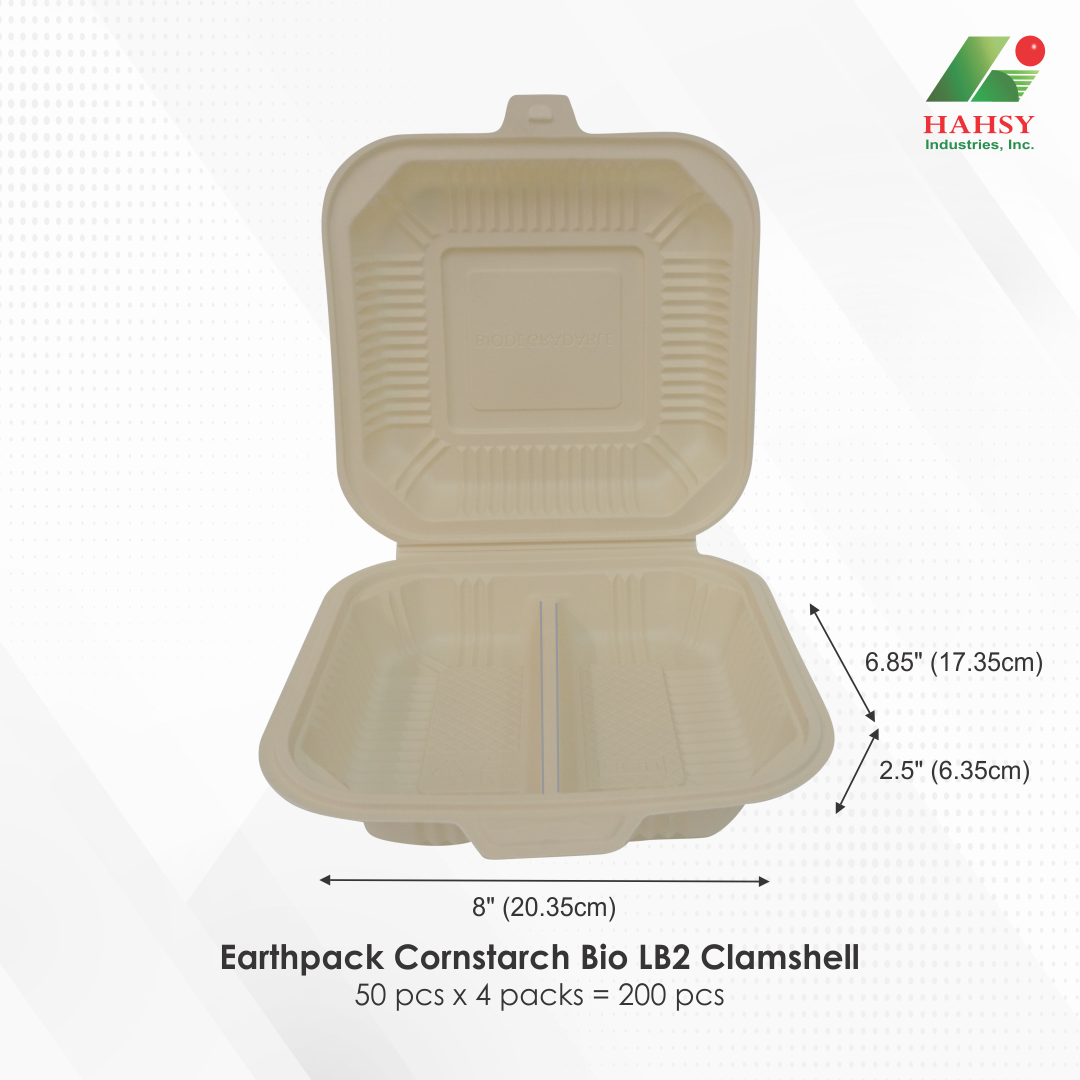 HAHSY
Industries, Inc.
BIODEGRADABLE
6.85" (17.35cm)
2.5" (6.35cm)
8" (20.35cm)
Earthpack Cornstarch Bio LB2 Clamshell
50 pcs x 4 packs = 200 pcs